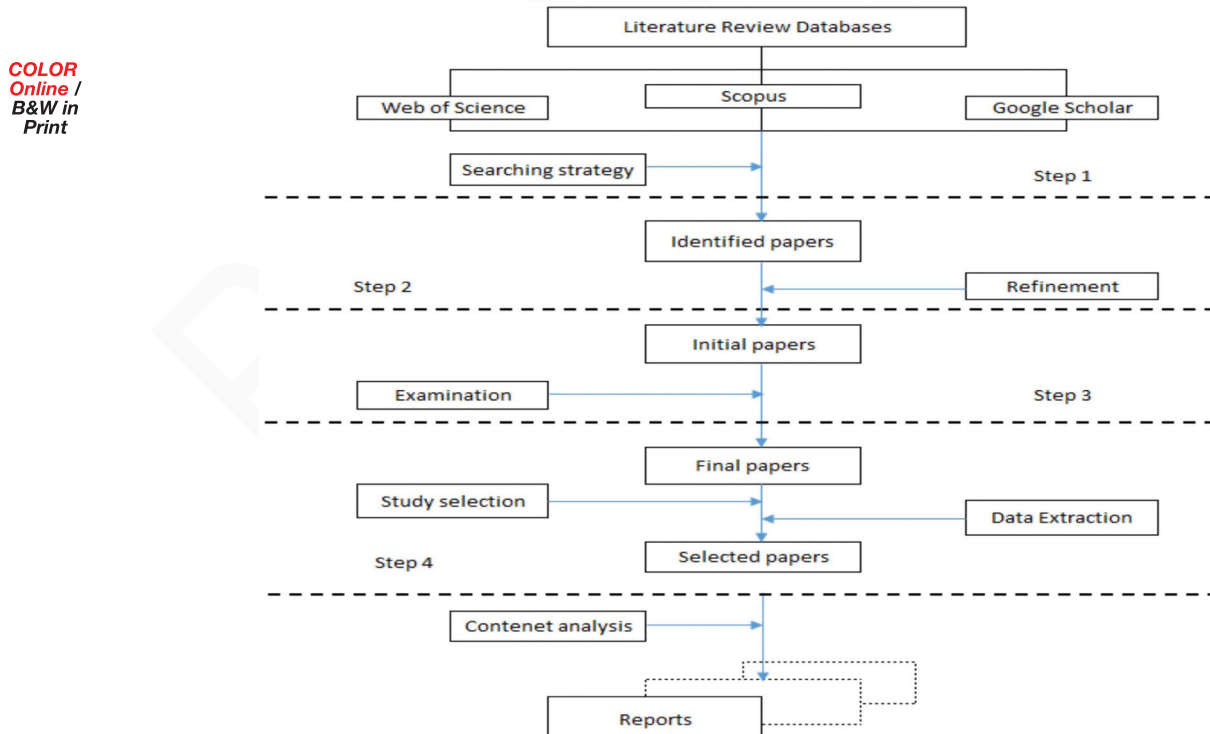 COLOR
Online /
B&W in
Print
Literature Review Databases
Web of Science
Scopus
Google Scholar
Searching strategy
Step 1
Identified papers
Step 2
Refinement
Initial papers
Examination
Step 3
Final papers
Study selection
Data Extraction
Selected papers
Step 4
Contenet analysis
Reports